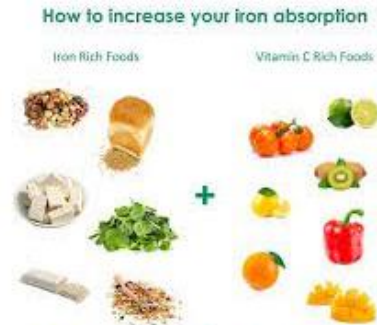 How to increase your iron absorption
Iron Rich Foods
Vitamin C Rich Foods
+